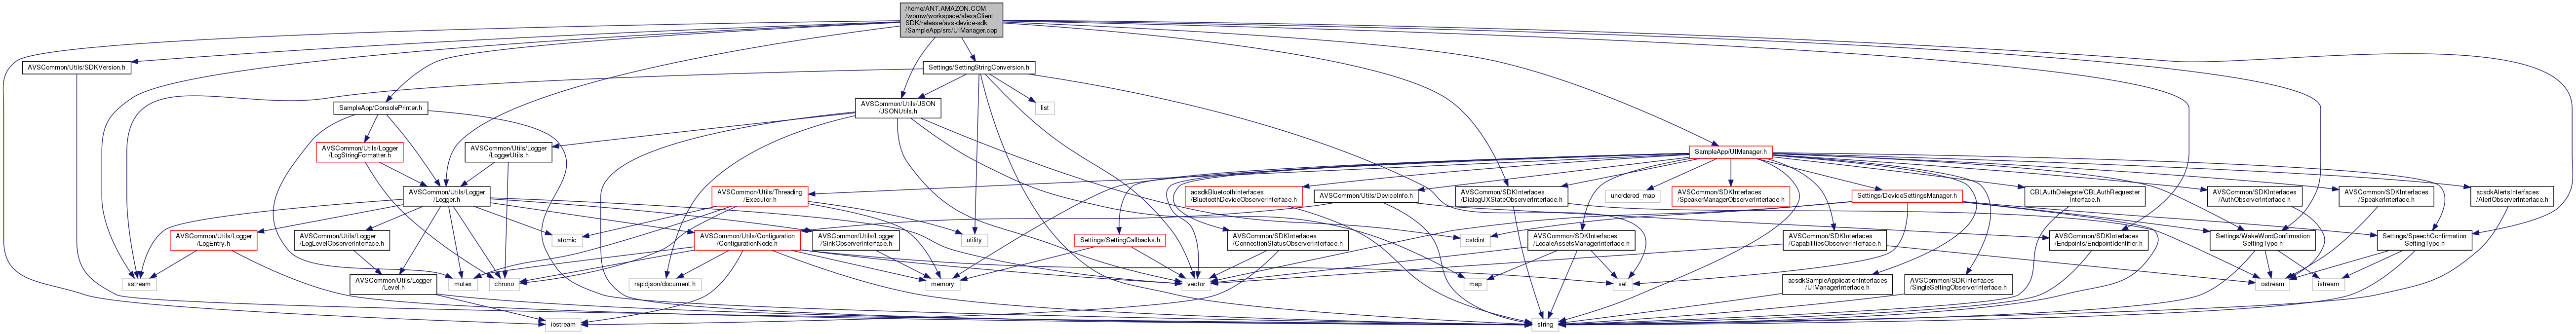 /home/ANT.AMAZON.COM
/womw/workspace/alexaClient
SDK/release/avs-device-sdk
/SampleApp/src/UIManager.cpp
AVSCommon/Utils/SDKVersion.h
Settings/SettingStringConversion.h
SampleApp/ConsolePrinter.h
AVSCommon/Utils/JSON
/JSONUtils.h
list
AVSCommon/Utils/Logger
/LogStringFormatter.h
AVSCommon/Utils/Logger
/LoggerUtils.h
SampleApp/UIManager.h
AVSCommon/Utils/Logger
/Logger.h
AVSCommon/Utils/Threading
/Executor.h
acsdkBluetoothInterfaces
/BluetoothDeviceObserverInterface.h
AVSCommon/Utils/DeviceInfo.h
AVSCommon/SDKInterfaces
/DialogUXStateObserverInterface.h
unordered_map
AVSCommon/SDKInterfaces
/SpeakerManagerObserverInterface.h
Settings/DeviceSettingsManager.h
CBLAuthDelegate/CBLAuthRequester
Interface.h
AVSCommon/SDKInterfaces
/AuthObserverInterface.h
AVSCommon/SDKInterfaces
/SpeakerInterface.h
acsdkAlertsInterfaces
/AlertObserverInterface.h
AVSCommon/Utils/Logger
/LogEntry.h
AVSCommon/Utils/Logger
/LogLevelObserverInterface.h
atomic
AVSCommon/Utils/Configuration
/ConfigurationNode.h
AVSCommon/Utils/Logger
/SinkObserverInterface.h
utility
Settings/SettingCallbacks.h
AVSCommon/SDKInterfaces
/ConnectionStatusObserverInterface.h
cstdint
AVSCommon/SDKInterfaces
/LocaleAssetsManagerInterface.h
AVSCommon/SDKInterfaces
/CapabilitiesObserverInterface.h
AVSCommon/SDKInterfaces
/Endpoints/EndpointIdentifier.h
Settings/WakeWordConfirmation
SettingType.h
Settings/SpeechConfirmation
SettingType.h
sstream
AVSCommon/Utils/Logger
/Level.h
mutex
chrono
rapidjson/document.h
memory
vector
map
set
acsdkSampleApplicationInterfaces
/UIManagerInterface.h
AVSCommon/SDKInterfaces
/SingleSettingObserverInterface.h
ostream
istream
iostream
string